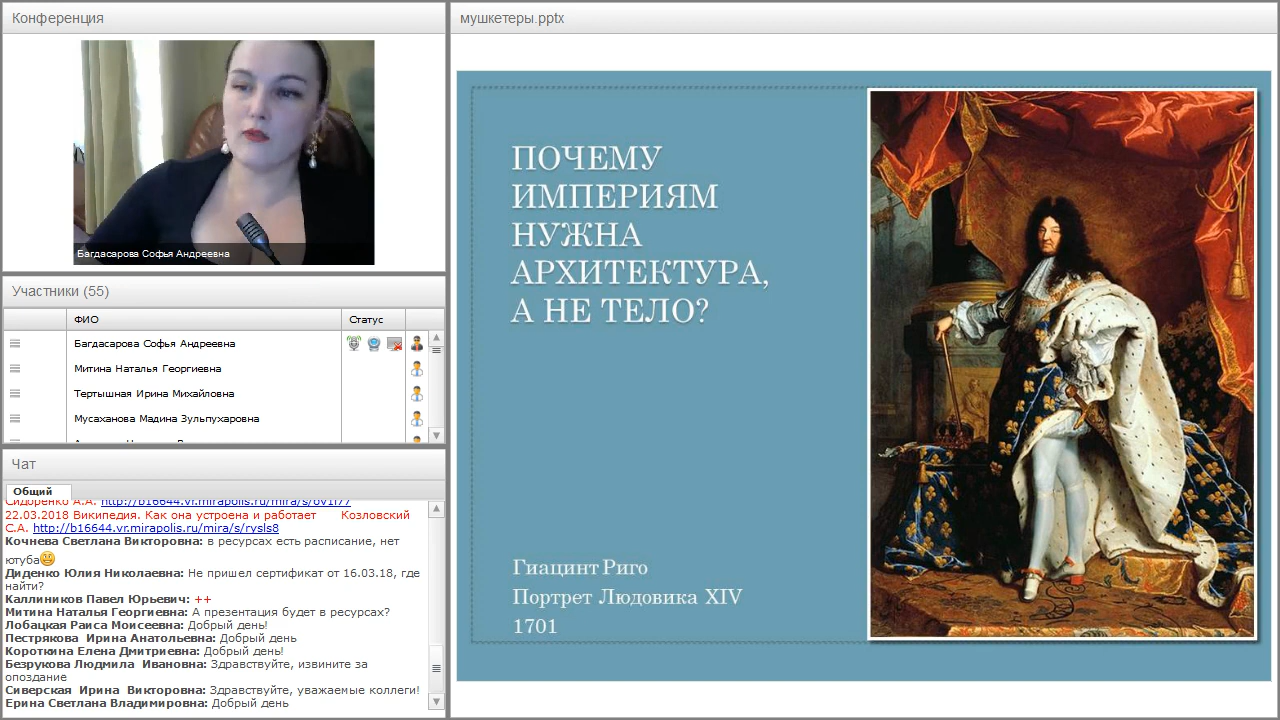 Конференция
Багдасарова Софья Андреевна
Участники (55)
ФИО
Статус
Багдасарова Софья Андреевна
Митина Наталья Георгиевна
Тертышная Ирина Михайловна
Мусаханова Мадина Зульпухаровна
Чат
Общий
Сидоренко А.А.
22.03.2018 Википедия. Как она устроена и работает Козловский
С.А. http://b16644.vr.mirapolis.ru/mira/s/rysls8
Кочнева Светлана Викторовна: в ресурсах есть расписание, нет
ютуба
Диденко Юлия Николаевна: Не пришел сертификат от 16.03.18, где
найти?
Каллиников Павел Юрьевич: ++
Митина Наталья Георгиевна: А презентация будет в ресурсах?
Лобацкая Раиса Моисеевна: Добрый день!
Пестрякова Ирина Анатольевна: Добрый день
Короткина Елена Дмитриевна: Добрый день!
Безрукова Людмила Ивановна: Здравствуйте, извините за
опоздание
Сиверская Ирина Викторовна: Здравствуйте, уважаемые коллеги!
Ерина Светлана Владимировна: Добрый день
мушкетеры.pptx
ПОЧЕМУ
ИМПЕРИЯМ
НУЖНА
АРХИТЕКТУРА,
А НЕ ТЕЛО?
Гиацинт Риго
Портрет Людовика XIV
1701